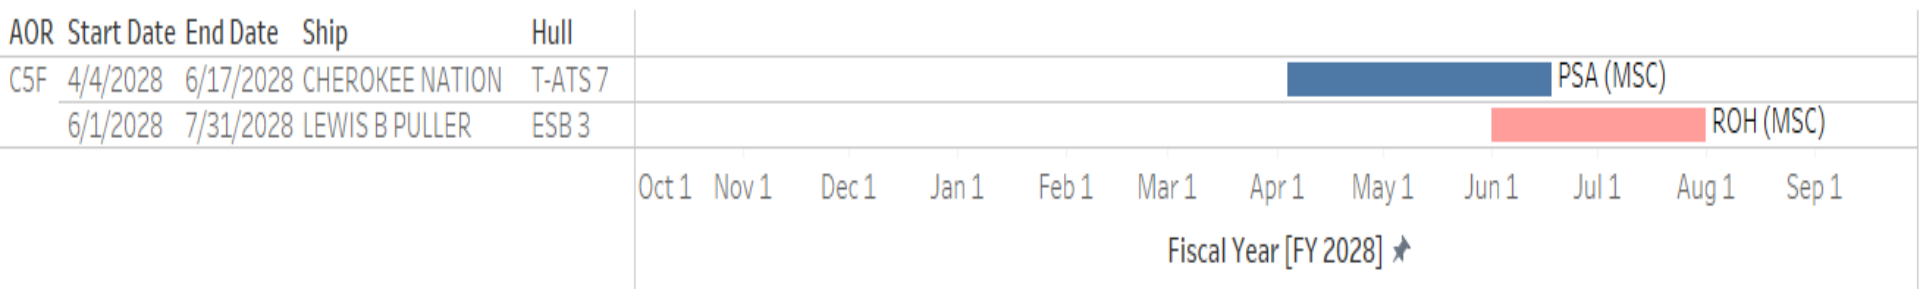 AOR Start Date End Date Ship Hull
C5F 4/4/2028 6/17/2028 CHEROKEE NATION T-ATS 7 PSA (MSC)
6/1/2028 7/31/2028 LEWIS B PULLER ESB 3 ROH (MSC)
Oct 1 Nov 1 Dec 1 Jan 1 Feb 1 Mar 1 Apr 1 May 1 Jun 1 Jul 1 Aug 1 Sep 1
Fiscal Year [FY 2028]